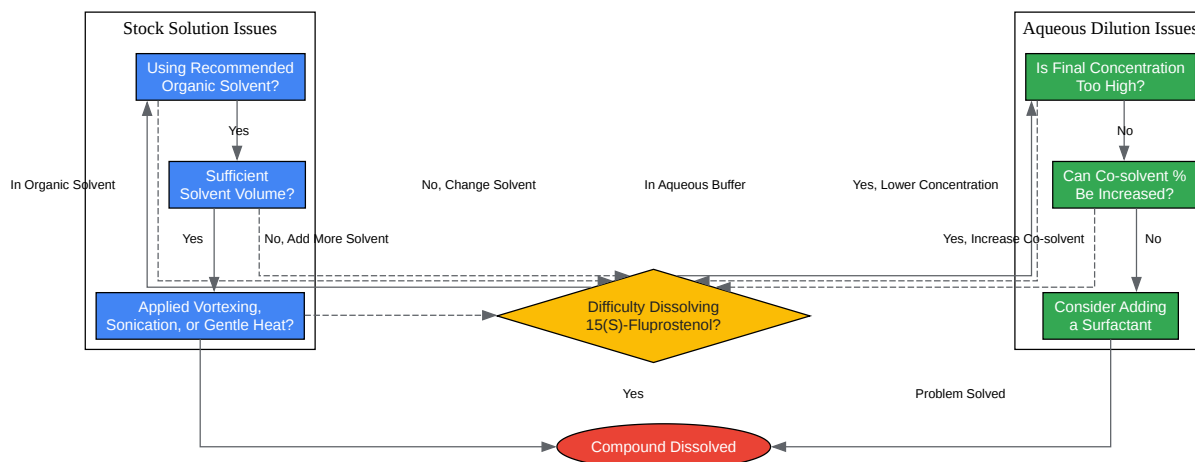 Stock Solution Issues
Aqueous Dilution Issues
Using Recommended
Organic Solvent?
Is Final Concentration
Too High?
Yes
No
In Organic Solvent
Sufficient
Solvent Volume?
No, Change Solvent
In Aqueous Buffer
Yes, Lower Concentration
Can Co-solvent %
Be Increased?
Yes
No, Add More Solvent
Yes, Increase Co-solvent
No
Applied Vortexing,
Sonication, or Gentle Heat?
Difficulty Dissolving
15(S)-Fluprostenol?
Consider Adding
a Surfactant
Yes
Problem Solved
Compound Dissolved